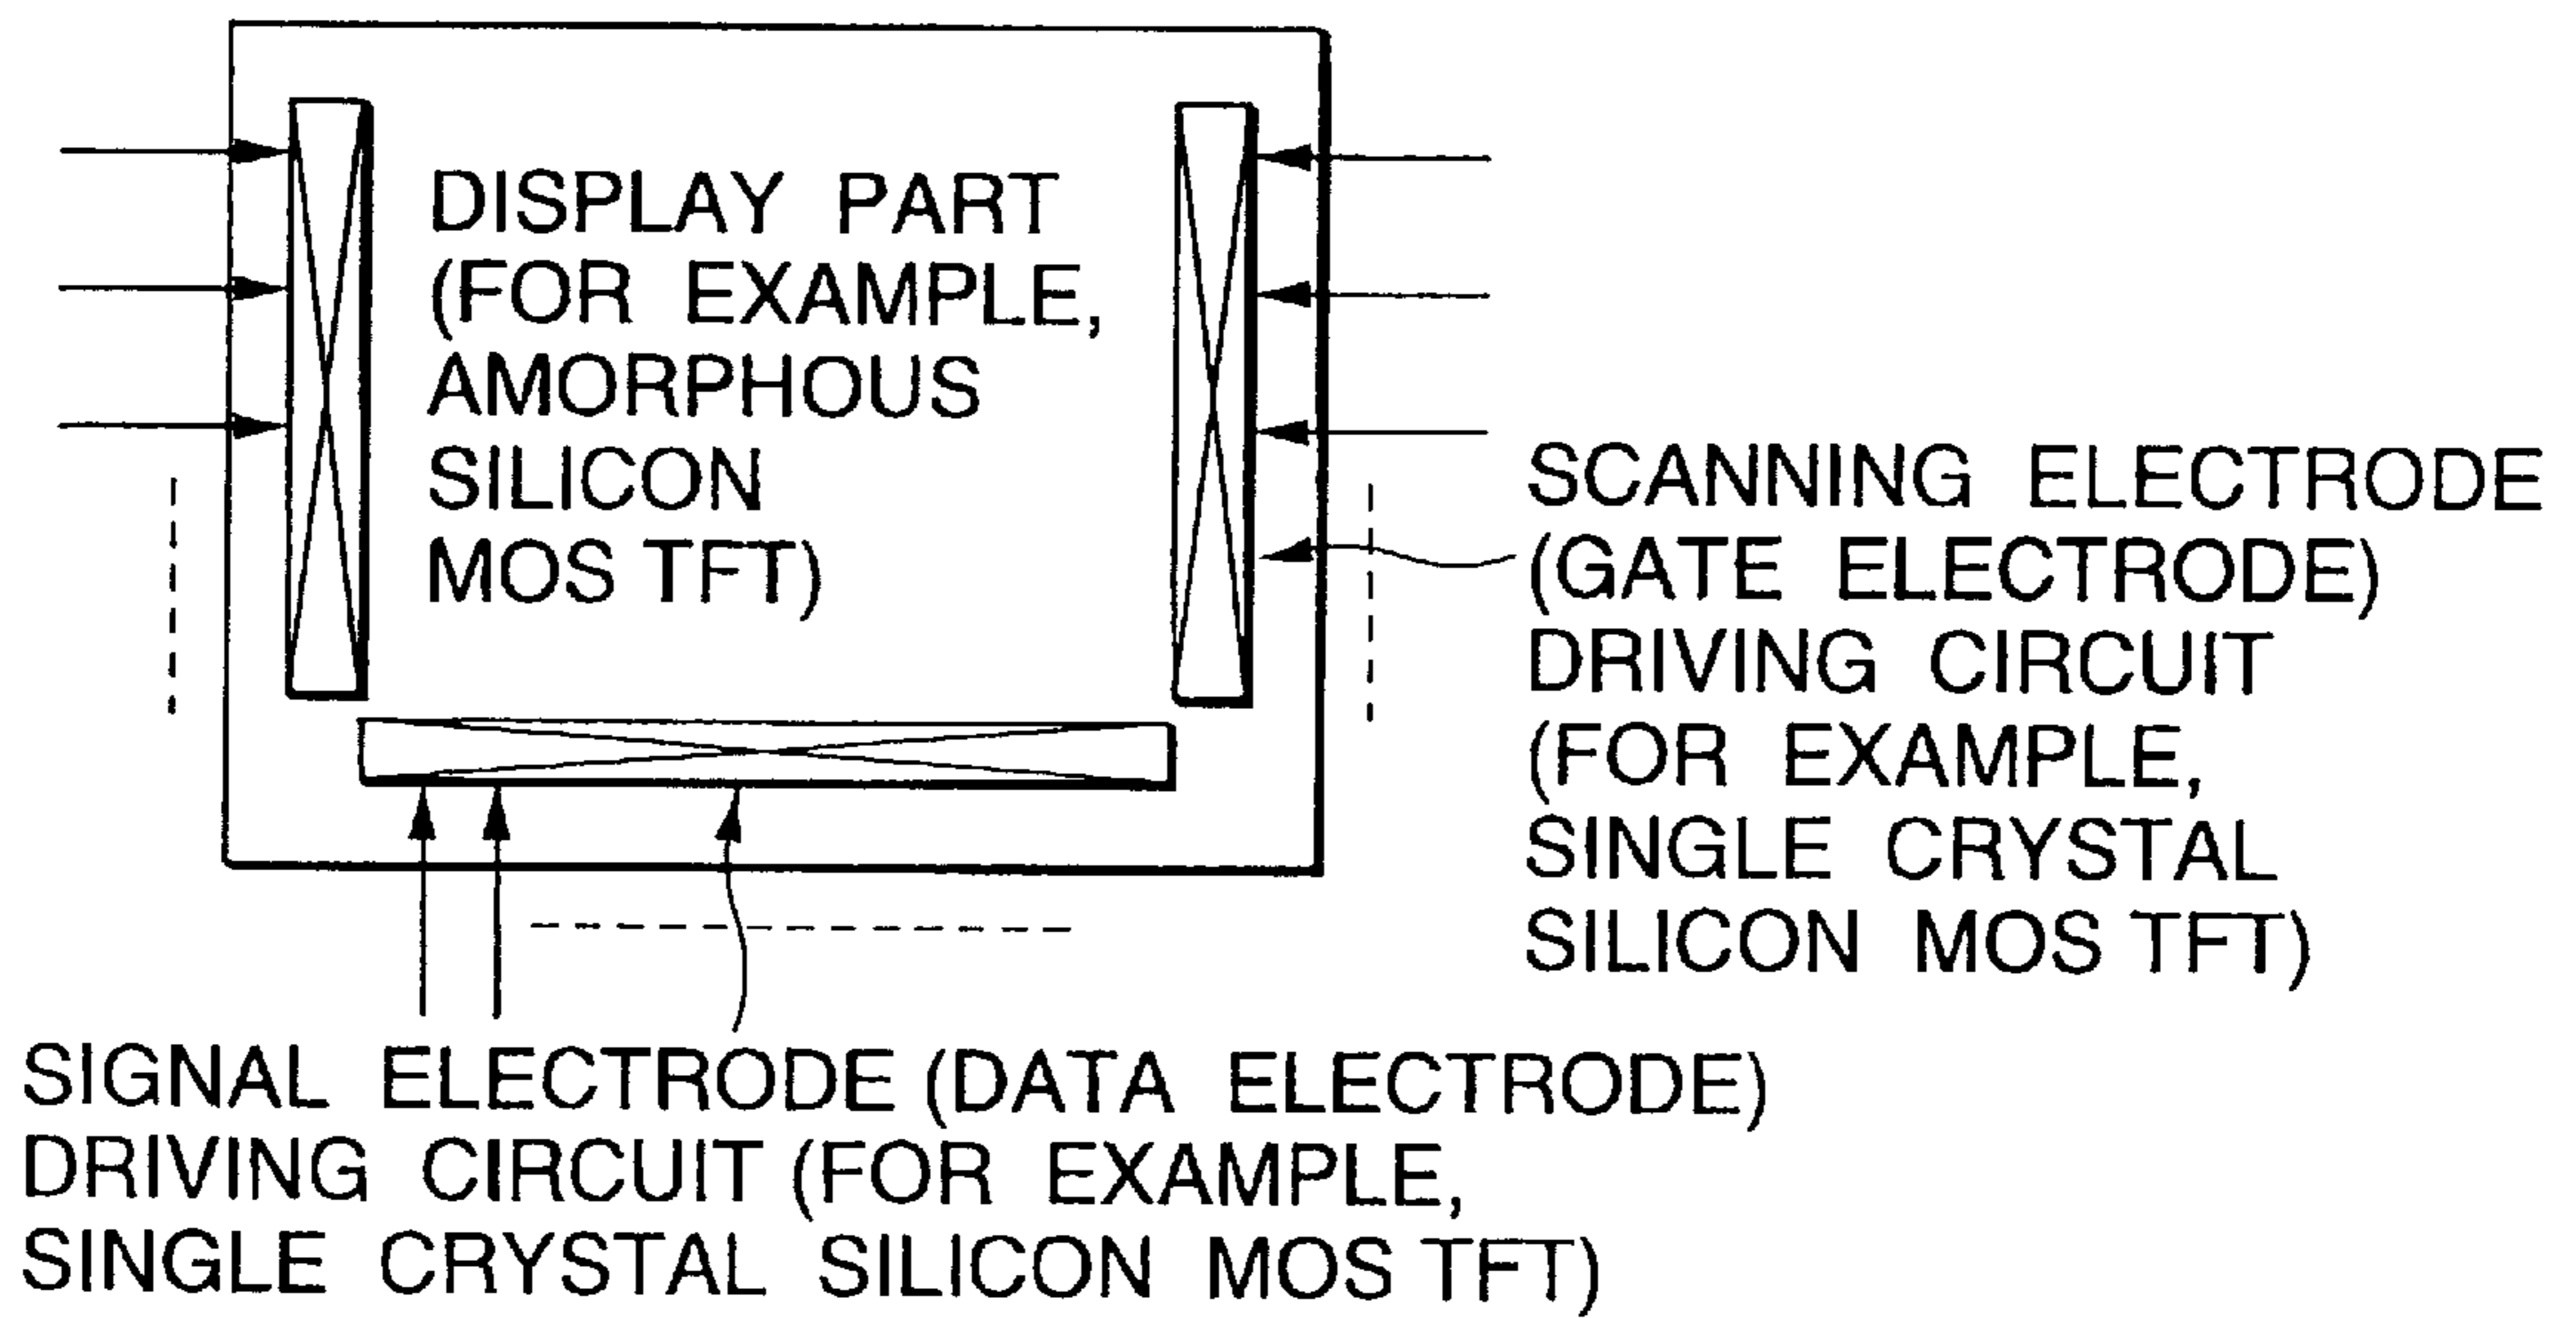 DISPLAY PART
(FOR EXAMPLE,
AMORPHOUS
SILICON
MOS TFT)
SCANNING ELECTRODE
(GATE ELECTRODE)
DRIVING CIRCUIT
(FOR EXAMPLE,
SINGLE CRYSTAL
SILICON MOS TFT)
SIGNAL ELECTRODE (DATA ELECTRODE)
DRIVING CIRCUIT (FOR EXAMPLE,
SINGLE CRYSTAL SILICON MOS TFT)